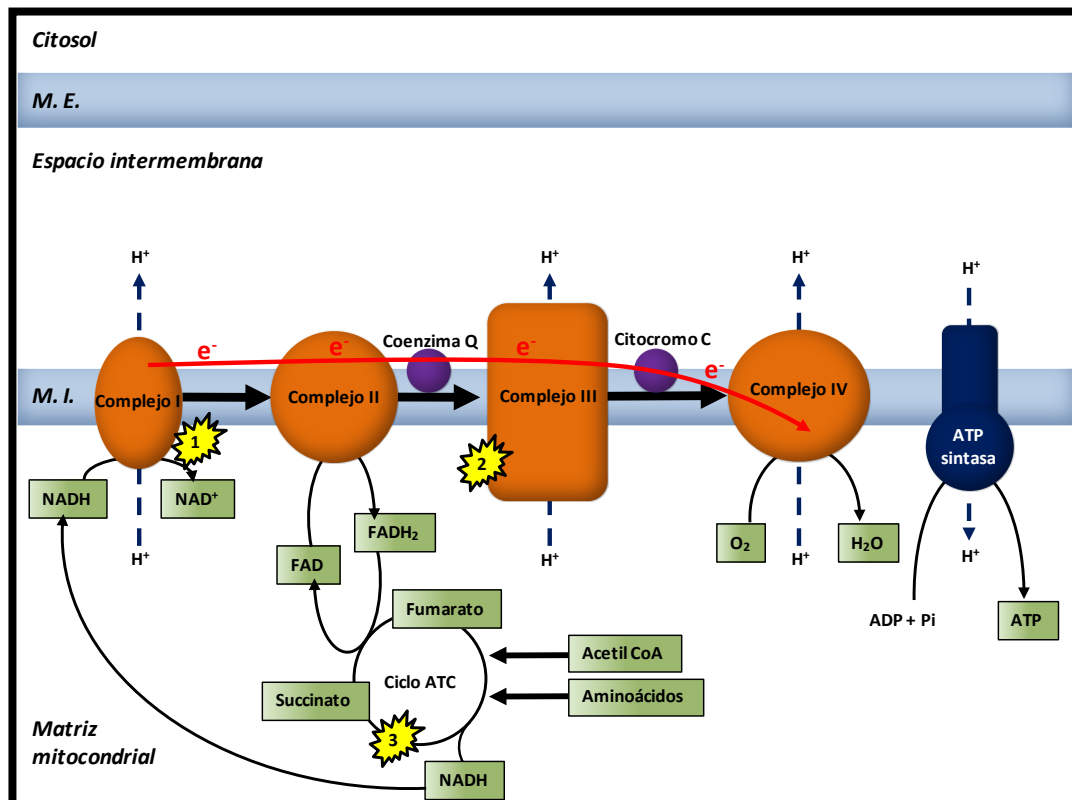 Citosol
M. E.
Espacio intermembrana
H⁺
H⁺
H⁺
H⁺
Coenzima Q
Citocromo C
e⁻
e⁻
e⁻
e⁻
M. I.
Complejo I
Complejo II
Complejo III
Complejo IV
1
2
ATP
sintasa
NADH
NAD⁺
FADH₂
FAD
O₂
H₂O
H⁺
H⁺
H⁺
H⁺
Fumarato
ADP + Pi
ATP
Acetil CoA
Ciclo ATC
Succinato
Aminoácidos
3
Matriz
mitocondrial
NADH